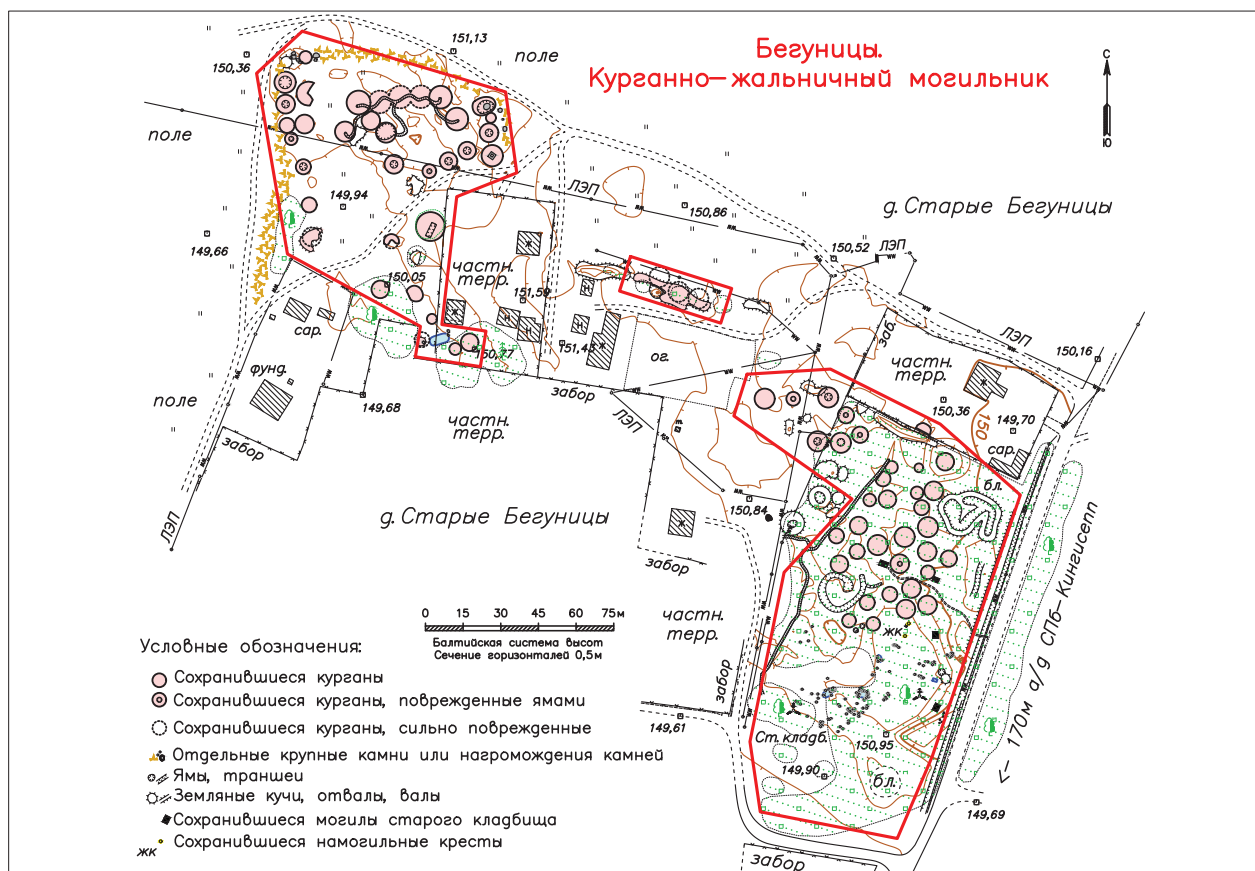 Бегуницы.
Курганно-жальничный могильник
С
Ю
151,13
поле
150,36
поле
149,94
149,66
ЛЭП
150,86
д. Старые Бегуницы
150,52
ЛЭП
150,05
частн.
терр.
151,59
Ж
Ж
Н
Н
Н
Н
Ж
сар.
фунд.
150,77
151,43
ог.
заб.
ЛЭП
150,16
частн.
терр.
Ж
150,36
150
149,70
сар.
поле
149,68
забор
частн.
терр.
забор
ЛЭП
бл.
ЛЭП
д. Старые Бегуницы
150,84
Ж
забор
частн.
терр.
забор
жк
170м а/д СПб-Кингисепп
149,61
Ст. кладб.
150,95
149,90
бл.
149,69
забор
0 15 30 45 60 75м
Балтийская система высот
Сечение горизонталей 0,5м
Условные обозначения:
Сохранившиеся курганы
Сохранившиеся курганы, поврежденные ямами
Сохранившиеся курганы, сильно поврежденные
Отдельные крупные камни или нагромождения камней
Ямы, траншеи
Земляные кучи, отвалы, валы
Сохранившиеся могилы старого кладбища
жк Сохранившиеся намогильные кресты